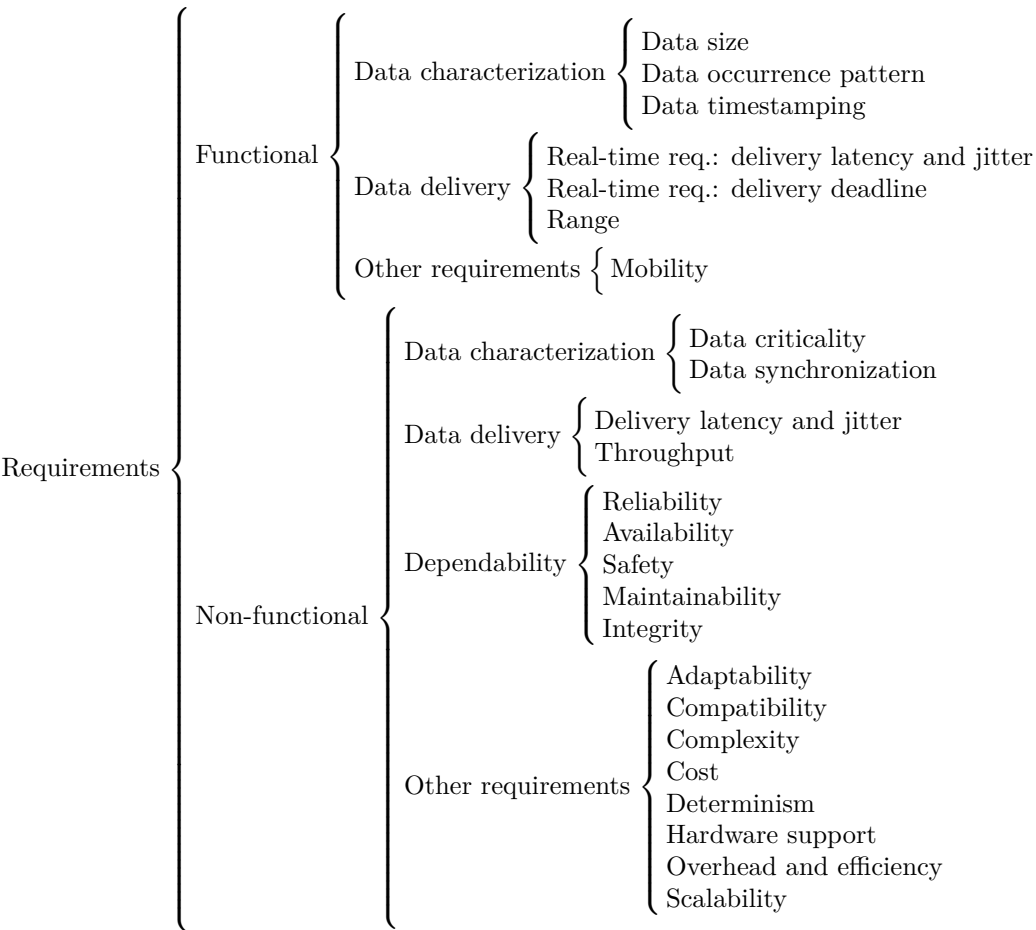 Requirements
Functional
Data characterization
Data size
Data occurrence pattern
Data timestamping
Data delivery
Real-time req.: delivery latency and jitter
Real-time req.: delivery deadline
Range
Other requirements
Mobility
Non-functional
Data characterization
Data criticality
Data synchronization
Data delivery
Delivery latency and jitter
Throughput
Dependability
Reliability
Availability
Safety
Maintainability
Integrity
Other requirements
Adaptability
Compatibility
Complexity
Cost
Determinism
Hardware support
Overhead and efficiency
Scalability